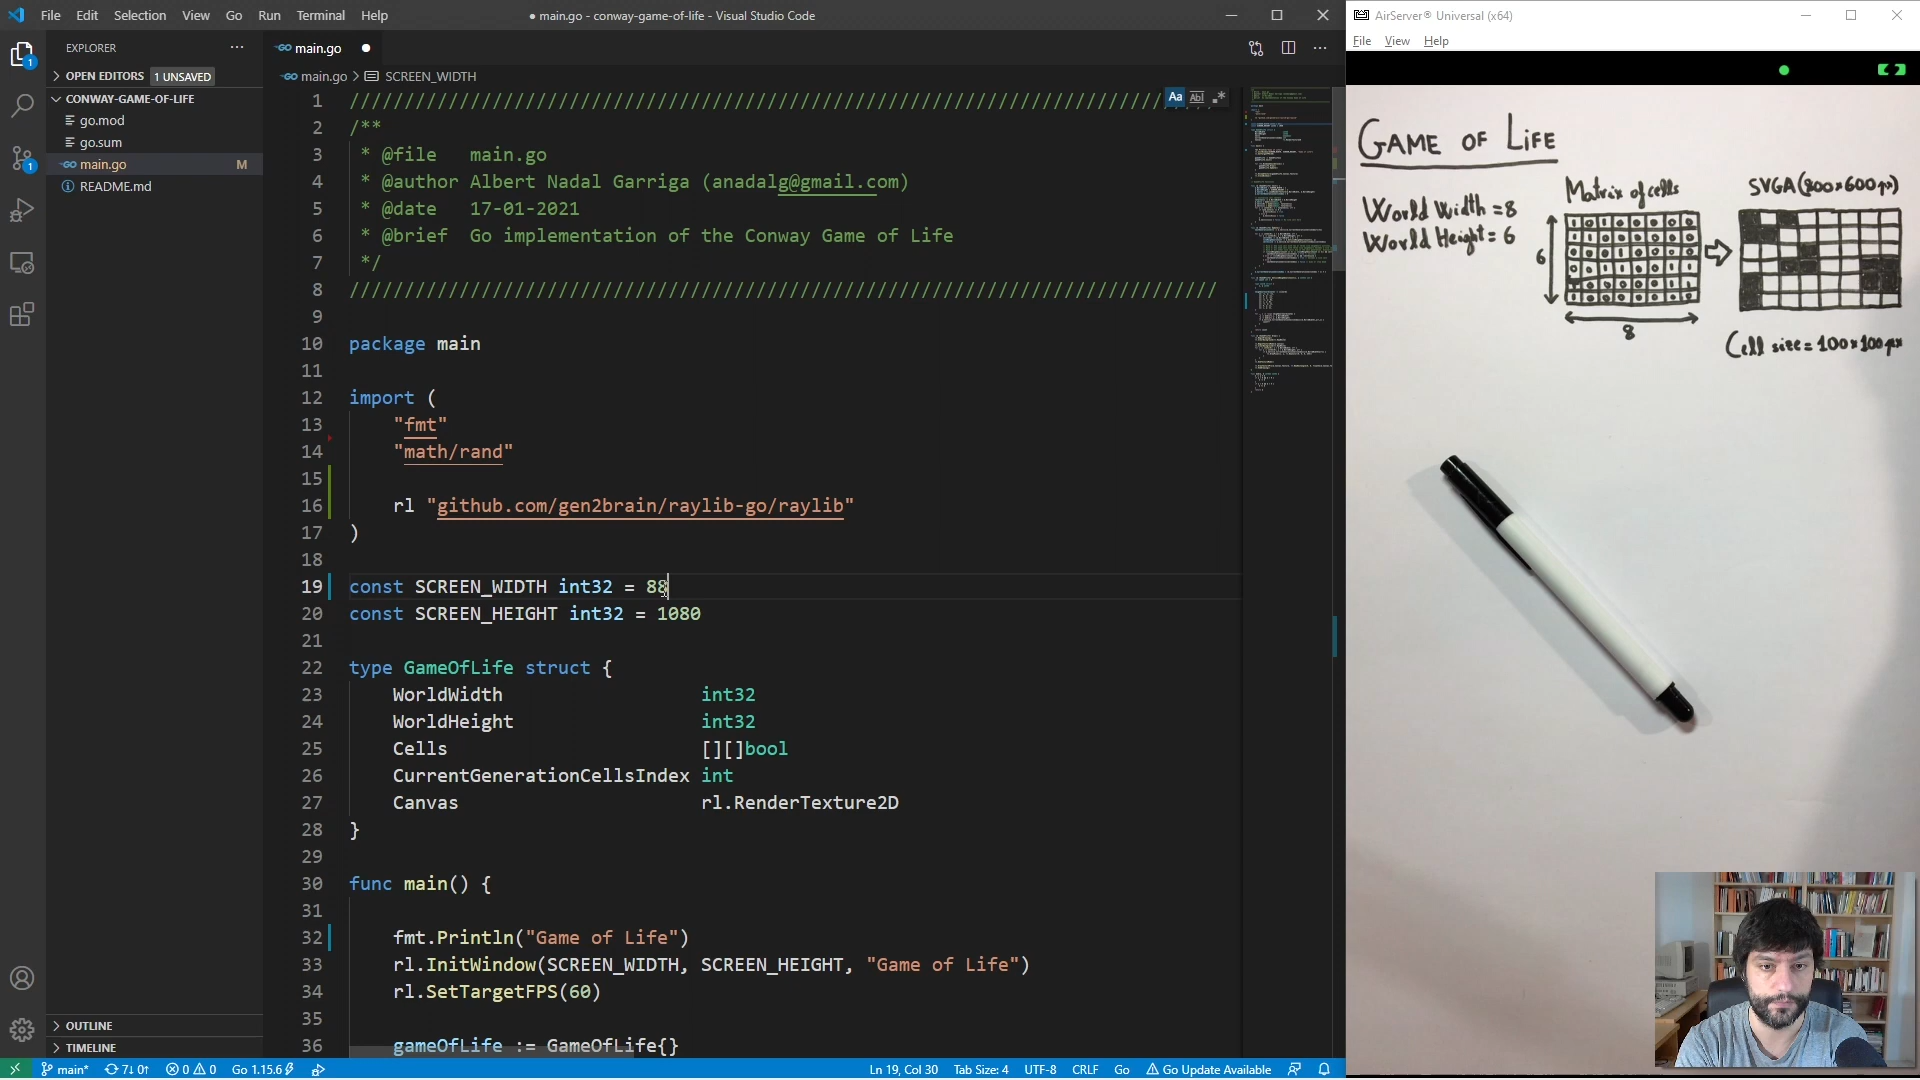 File Edit Selection View Go Run Terminal Help
● main.go - conway-game-of-life - Visual Studio Code
AirServer® Universal (x64)
File View Help
EXPLORER
OPEN EDITORS 1 UNSAVED
CONWAY-GAME-OF-LIFE
go.mod
go.sum
main.go M
README.md
OUTLINE
TIMELINE
main.go
main.go > SCREEN_WIDTH
1 ///////////////////////////////////////////////////////////////////////////////
2 /**
3 * @file main.go
4 * @author Albert Nadal Garriga (anadalg@gmail.com)
5 * @date 17-01-2021
6 * @brief Go implementation of the Conway Game of Life
7 */
8 ///////////////////////////////////////////////////////////////////////////////
9
10 package main
11
12 import (
13 "fmt"
14 "math/rand"
15
16 rl "github.com/gen2brain/raylib-go/raylib"
17 )
18
19 const SCREEN_WIDTH int32 = 88
20 const SCREEN_HEIGHT int32 = 1080
21
22 type GameOfLife struct {
23 WorldWidth int32
24 WorldHeight int32
25 Cells [][]bool
26 CurrentGenerationCellsIndex int
27 Canvas rl.RenderTexture2D
28 }
29
30 func main() {
31
32 fmt.Println("Game of Life")
33 rl.InitWindow(SCREEN_WIDTH, SCREEN_HEIGHT, "Game of Life")
34 rl.SetTargetFPS(60)
35
36 gameOfLife := GameOfLife{}
main* 7↓ 0↑ 0 0 Go 1.15.6
Ln 19, Col 30 Tab Size: 4 UTF-8 CRLF Go Go Update Available
GAME OF LIFE
World Width = 8
World Height = 6
Matrix of cells
6
8
SVGA (800x600px)
Cell size = 100x100px